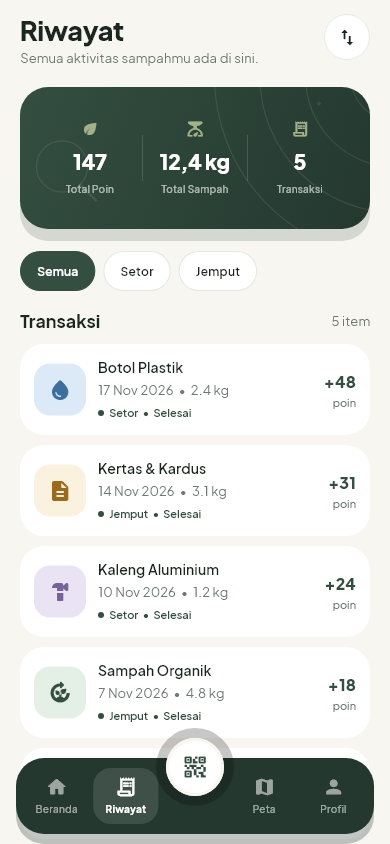 Riwayat
Semua aktivitas sampahmu ada di sini.
147
12,4 kg
5
Total Poin
Total Sampah
Transaksi
Semua
Setor
Jemput
Transaksi
5 item
Botol Plastik
17 Nov 2026 • 2.4 kg
• Setor • Selesai
+48
poin
Kertas & Kardus
14 Nov 2026 • 3.1 kg
• Jemput • Selesai
+31
poin
Kaleng Aluminium
10 Nov 2026 • 1.2 kg
• Setor • Selesai
+24
poin
Sampah Organik
7 Nov 2026 • 4.8 kg
• Jemput • Selesai
+18
poin
Beranda
Riwayat
Peta
Profil